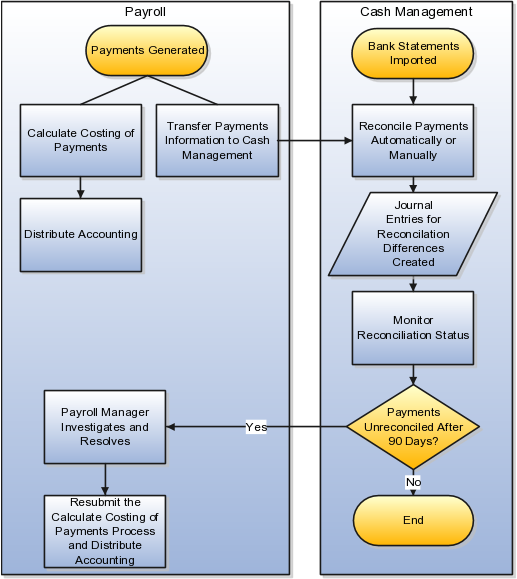 Payroll
Payments Generated
Calculate Costing of
Payments
Transfer Payments
Information to Cash
Management
Distribute Accounting
Payroll Manager
Investigates and
Resolves
Resubmit the
Calculate Costing of
Payments Process
and Distribute
Accounting
Cash Management
Bank Statements
Imported
Reconcile Payments
Automatically or
Manually
Journal
Entries for
Reconcilation
Differences
Created
Monitor
Reconciliation Status
Payments
Unreconciled After
90 Days?
Yes
No
End